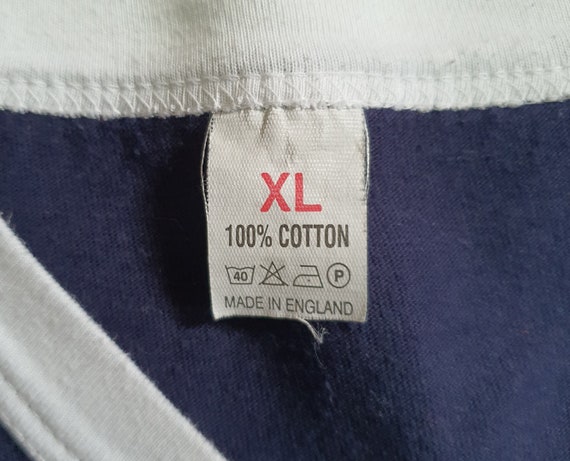 XL
100% COTTON
40 P
MADE IN ENGLAND